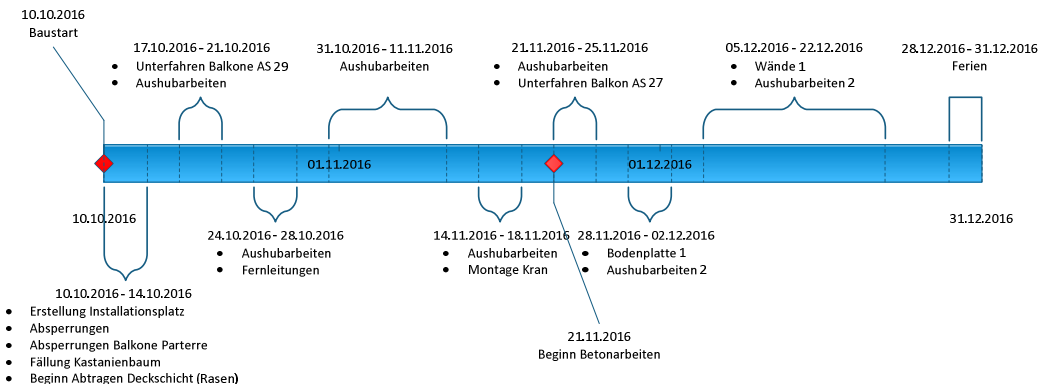 10.10.2016
Baustart
17.10.2016 - 21.10.2016
• Unterfahren Balkone AS 29
• Aushubarbeiten
31.10.2016 - 11.11.2016
Aushubarbeiten
21.11.2016 - 25.11.2016
• Aushubarbeiten
• Unterfahren Balkon AS 27
05.12.2016 - 22.12.2016
• Wände 1
• Aushubarbeiten 2
28.12.2016 - 31.12.2016
Ferien
01.11.2016
01.12.2016
10.10.2016
31.12.2016
24.10.2016 - 28.10.2016
• Aushubarbeiten
• Fernleitungen
14.11.2016 - 18.11.2016
• Aushubarbeiten
• Montage Kran
28.11.2016 - 02.12.2016
• Bodenplatte 1
• Aushubarbeiten 2
10.10.2016 - 14.10.2016
• Erstellung Installationsplatz
• Absperrungen
• Absperrungen Balkone Parterre
• Fällung Kastanienbaum
• Beginn Abtragen Deckschicht (Rasen)
21.11.2016
Beginn Betonarbeiten